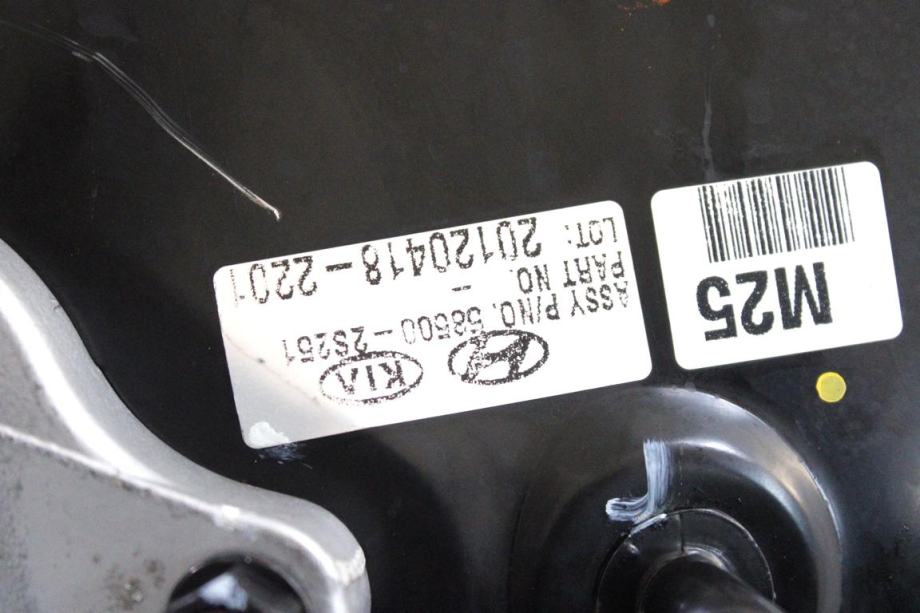 KIA
ASSY P/NO. 58500-2S251
PART NO. -
LOT: 20120418-2201
M25